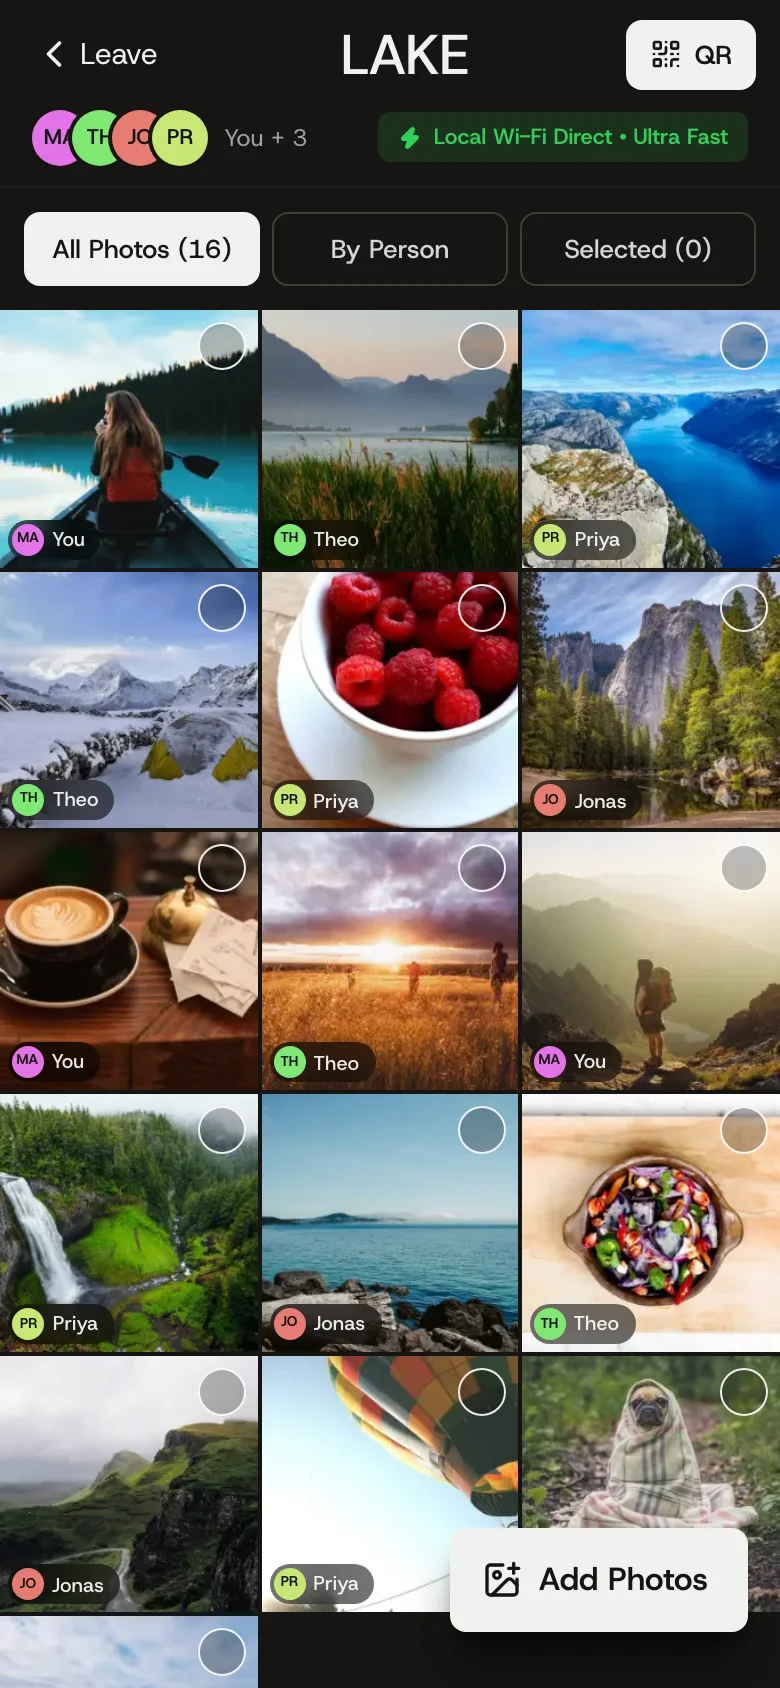 Leave
LAKE
QR
MA TH JO PR You + 3
Local Wi-Fi Direct • Ultra Fast
All Photos (16)
By Person
Selected (0)
MA You
TH Theo
PR Priya
TH Theo
PR Priya
JO Jonas
MA You
TH Theo
MA You
PR Priya
JO Jonas
TH Theo
JO Jonas
PR Priya
Add Photos